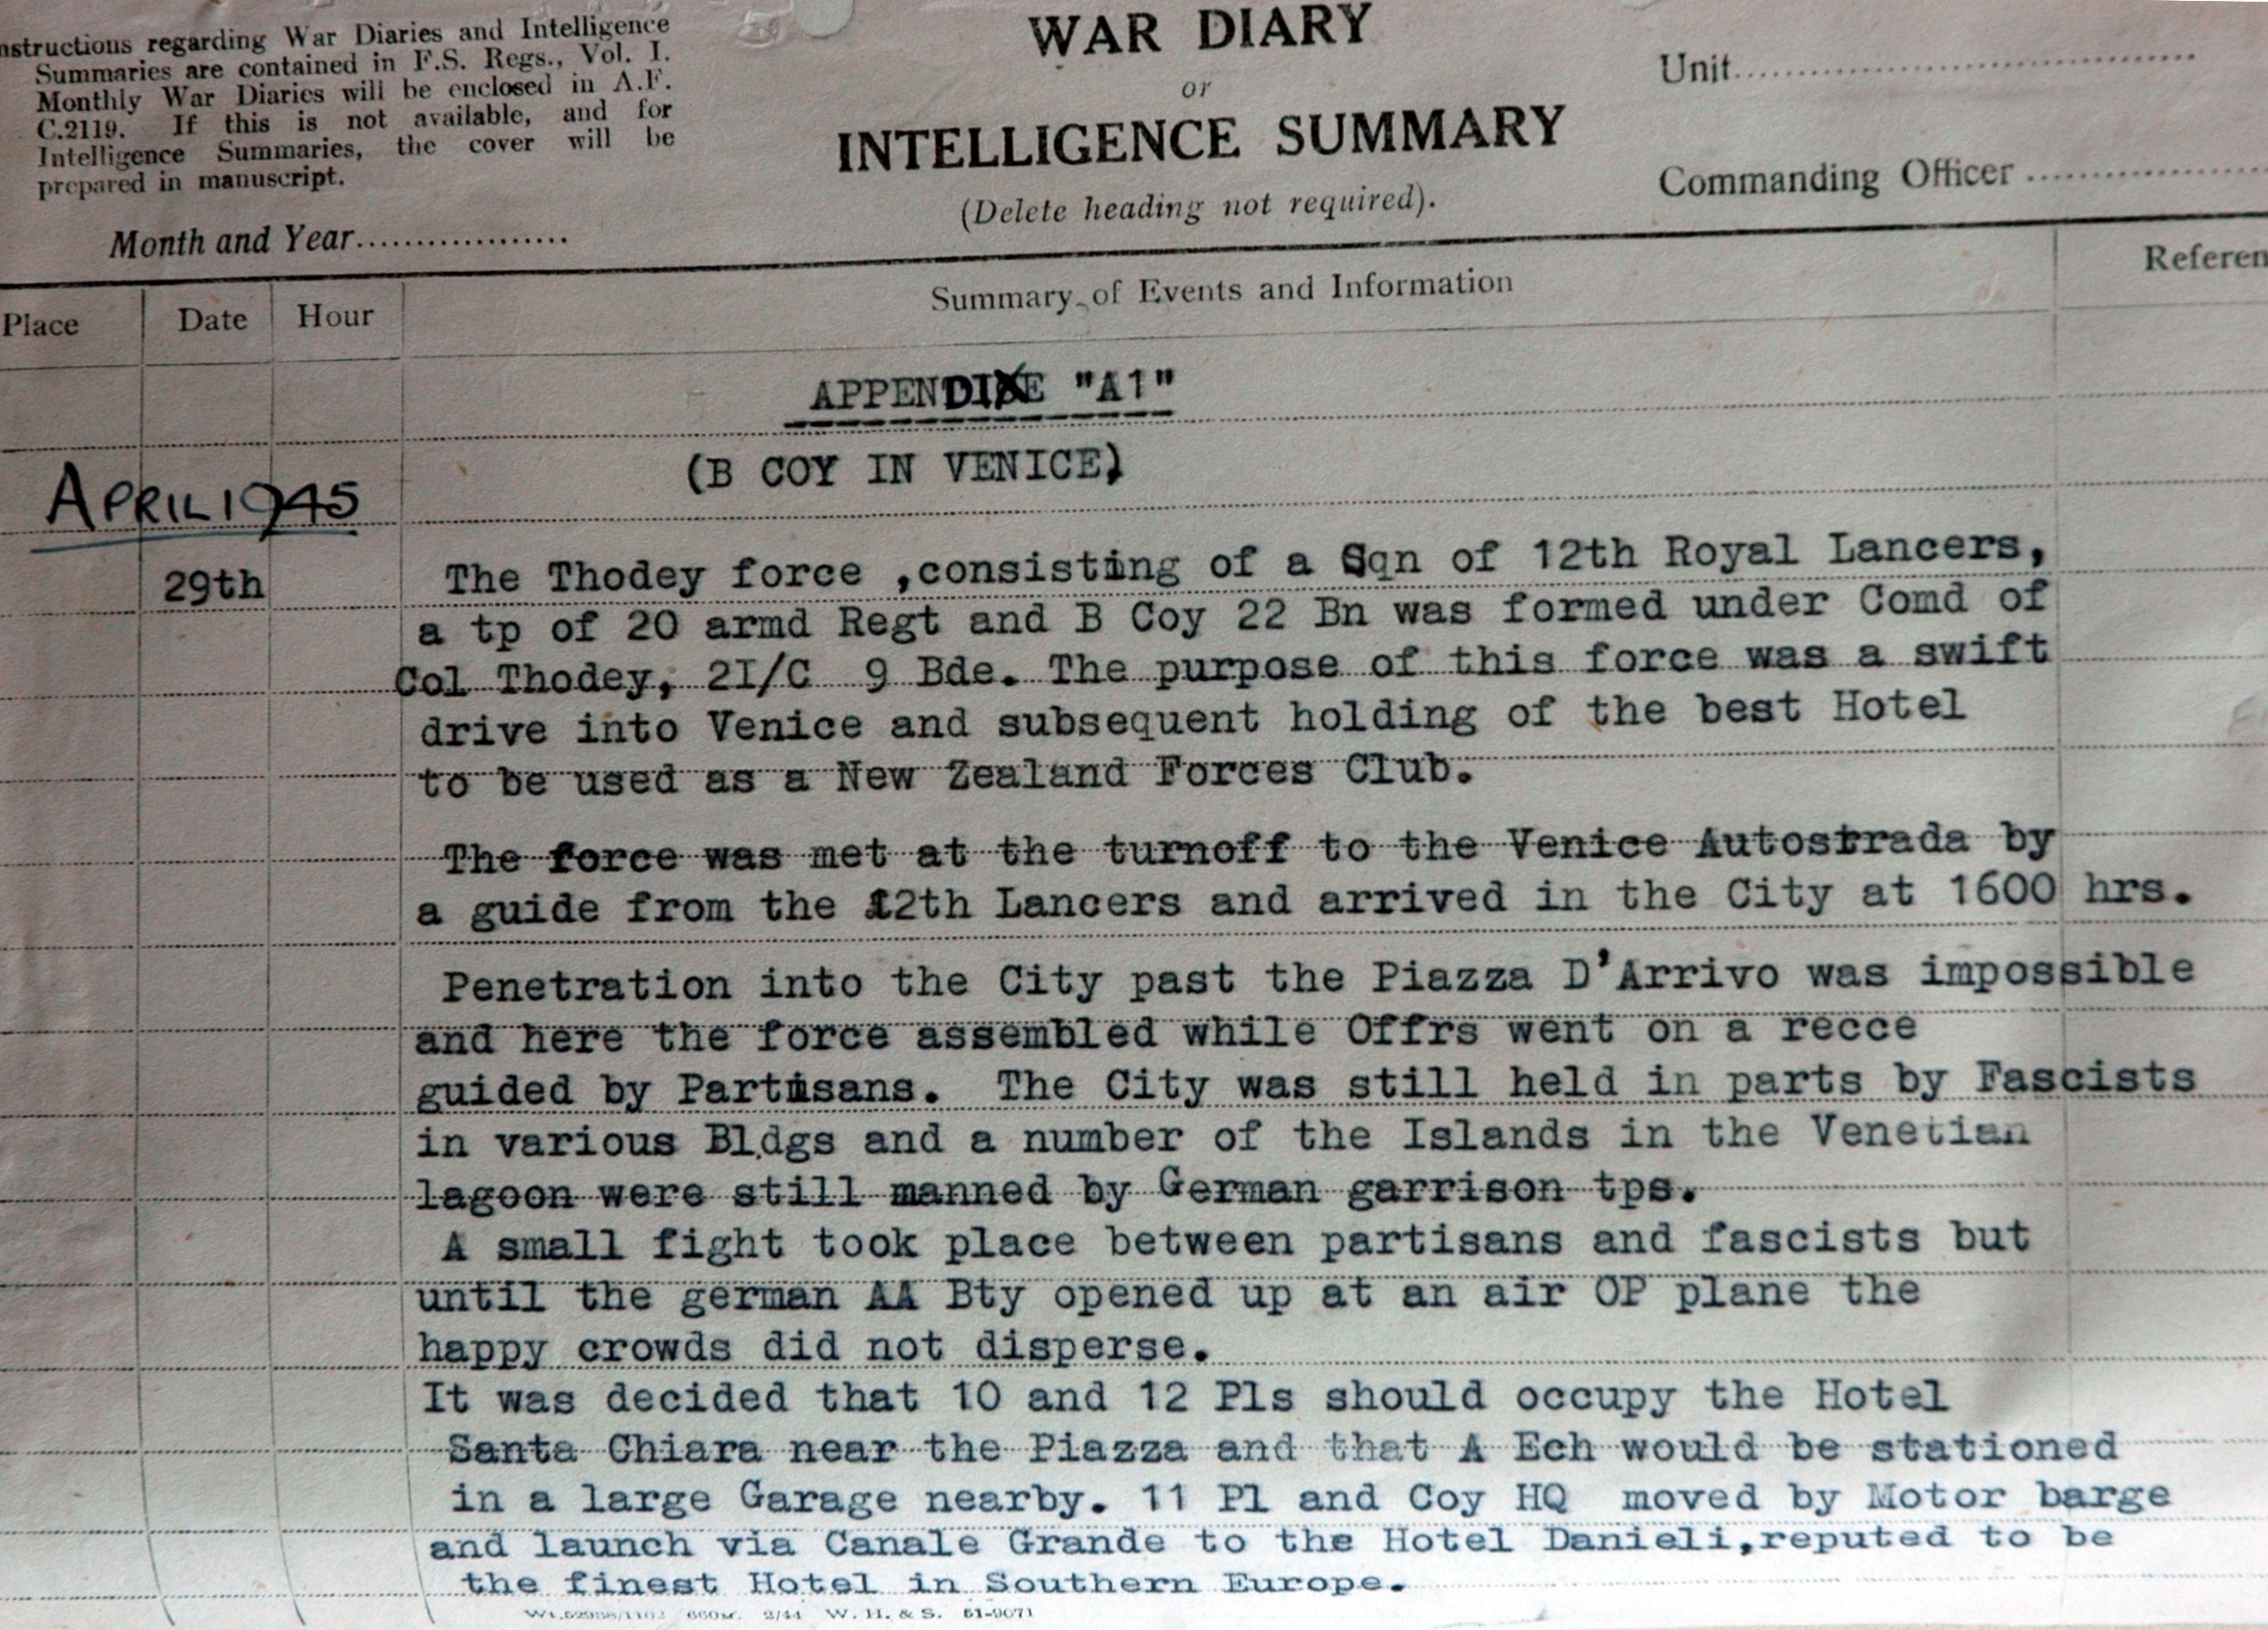 nstructions regarding War Diaries and Intelligence
Summaries are contained in F.S. Regs., Vol. I.
Monthly War Diaries will be enclosed in A.F.
C.2119. If this is not available, and for
Intelligence Summaries, the cover will be
prepared in manuscript.
Month and Year..................
WAR DIARY
or
INTELLIGENCE SUMMARY
(Delete heading not required).
Unit
Commanding Officer
Place Date Hour Summary of Events and Information Referen
APPENDIX "A1"
(B COY IN VENICE)
APRIL 1945
29th The Thodey force ,consisting of a Sqn of 12th Royal Lancers,
a tp of 20 armd Regt and B Coy 22 Bn was formed under Comd of
Col Thodey, 2I/C 9 Bde. The purpose of this force was a swift
drive into Venice and subsequent holding of the best Hotel
to be used as a New Zealand Forces Club.
The force was met at the turnoff to the Venice Autostrada by
a guide from the 12th Lancers and arrived in the City at 1600 hrs.
Penetration into the City past the Piazza D'Arrivo was impossible
and here the force assembled while Offrs went on a recce
guided by Partisans. The City was still held in parts by Fascists
in various Bldgs and a number of the Islands in the Venetian
lagoon were still manned by German garrison tps.
A small fight took place between partisans and fascists but
until the german AA Bty opened up at an air OP plane the
happy crowds did not disperse.
It was decided that 10 and 12 Pls should occupy the Hotel
Santa Chiara near the Piazza and that A Ech would be stationed
in a large Garage nearby. 11 Pl and Coy HQ moved by Motor barge
and launch via Canale Grande to the Hotel Danieli,reputed to be
the finest Hotel in Southern Europe.
660M. 2/44 W. H. & S. 51-9071